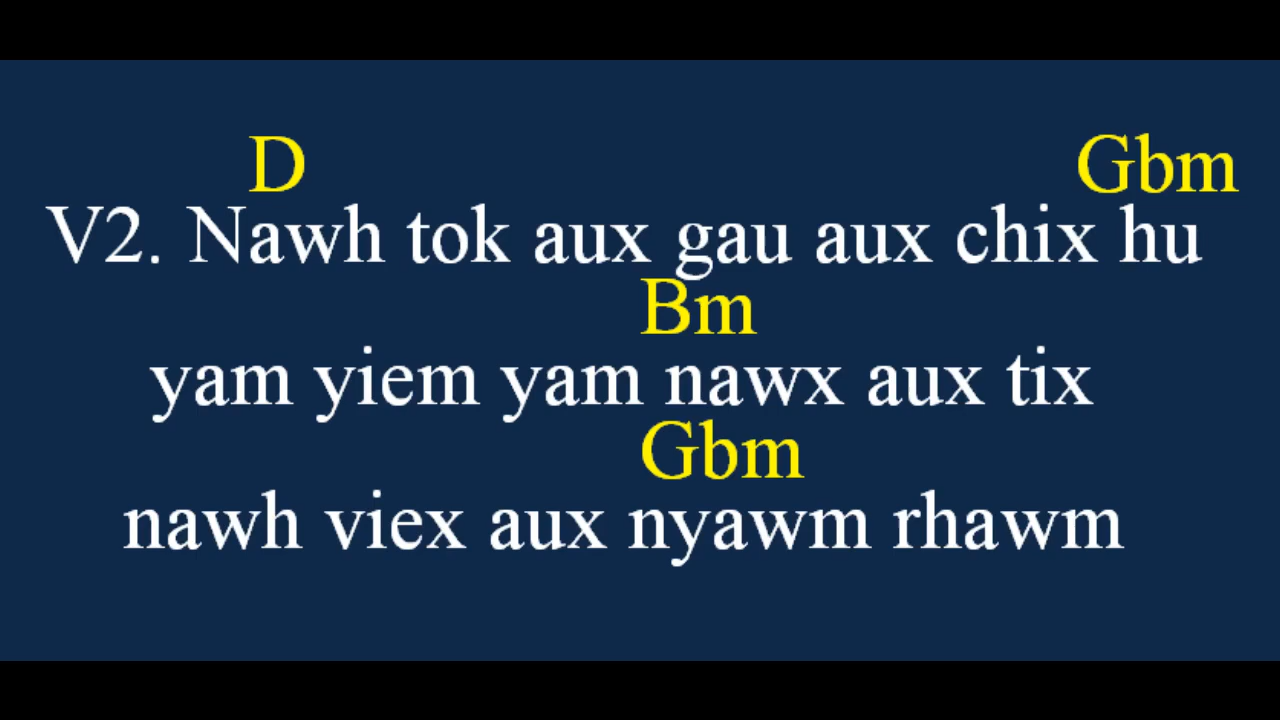 D Gbm
V2. Nawh tok aux gau aux chix hu
Bm
yam yiem yam nawx aux tix
Gbm
nawh viex aux nyawm rhawm